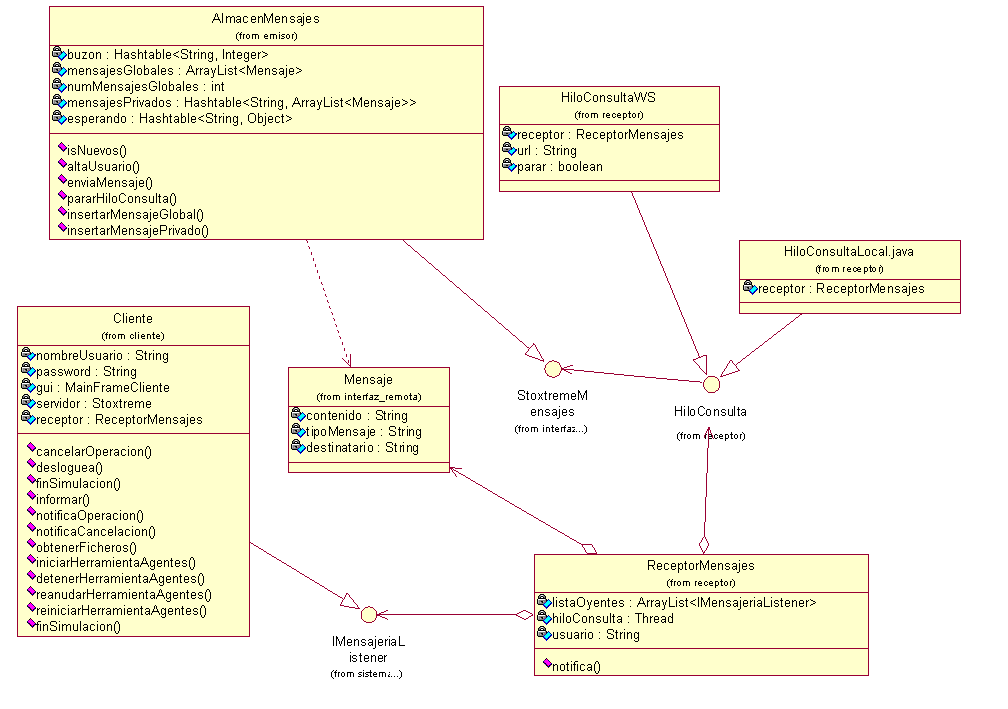 AlmacenMensajes
(from emisor)
buzon : Hashtable<String, Integer>
mensajesGlobales : ArrayList<Mensaje>
numMensajesGlobales : int
mensajesPrivados : Hashtable<String, ArrayList<Mensaje>>
esperando : Hashtable<String, Object>
isNuevos()
altaUsuario()
enviaMensaje()
pararHiloConsulta()
insertarMensajeGlobal()
insertarMensajePrivado()
HiloConsultaWS
(from receptor)
receptor : ReceptorMensajes
url : String
parar : boolean
HiloConsultaLocal.java
(from receptor)
receptor : ReceptorMensajes
Cliente
(from cliente)
nombreUsuario : String
password : String
gui : MainFrameCliente
servidor : Stoxtreme
receptor : ReceptorMensajes
cancelarOperacion()
desloguea()
finSimulacion()
informar()
notificaOperacion()
notificaCancelacion()
obtenerFicheros()
iniciarHerramientaAgentes()
detenerHerramientaAgentes()
reanudarHerramientaAgentes()
reiniciarHerramientaAgentes()
finSimulacion()
Mensaje
(from interfaz_remota)
contenido : String
tipoMensaje : String
destinatario : String
StoxtremeM
ensajes
(from interfaz...)
HiloConsulta
(from receptor)
ReceptorMensajes
(from receptor)
listaOyentes : ArrayList<IMensajeriaListener>
hiloConsulta : Thread
usuario : String
notifica()
IMensajeriaL
istener
(from sistema...)